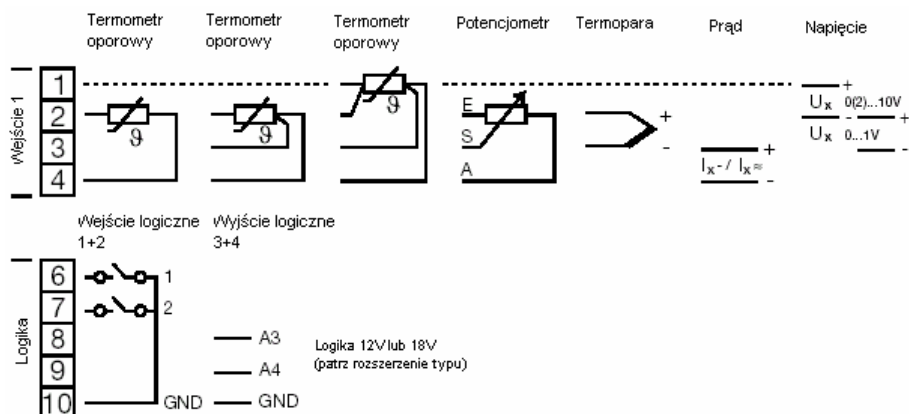 Termometr oporowy
Termometr oporowy
Termometr oporowy
Potencjometr
Termopara
Prąd
Napięcie
Wejście 1
1
2
3
4
ϑ
ϑ
ϑ
E
S
A
+
-
+
Ix- / Ix≂
-
+
Ux 0(2)...10V
- +
Ux 0...1V
-
Wejście logiczne 1+2
Wyjście logiczne 3+4
Logika
6
7
8
9
10
1
2
GND
A3
A4
GND
Logika 12V lub 18V
(patrz rozszerzenie typu)